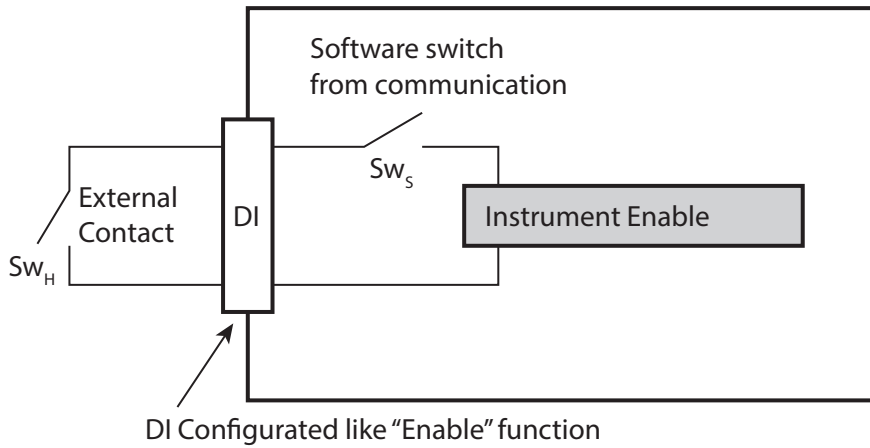 Software switch
from communication
Sw_S
External
Contact
DI
Instrument Enable
Sw_H
DI Configurated like “Enable” function